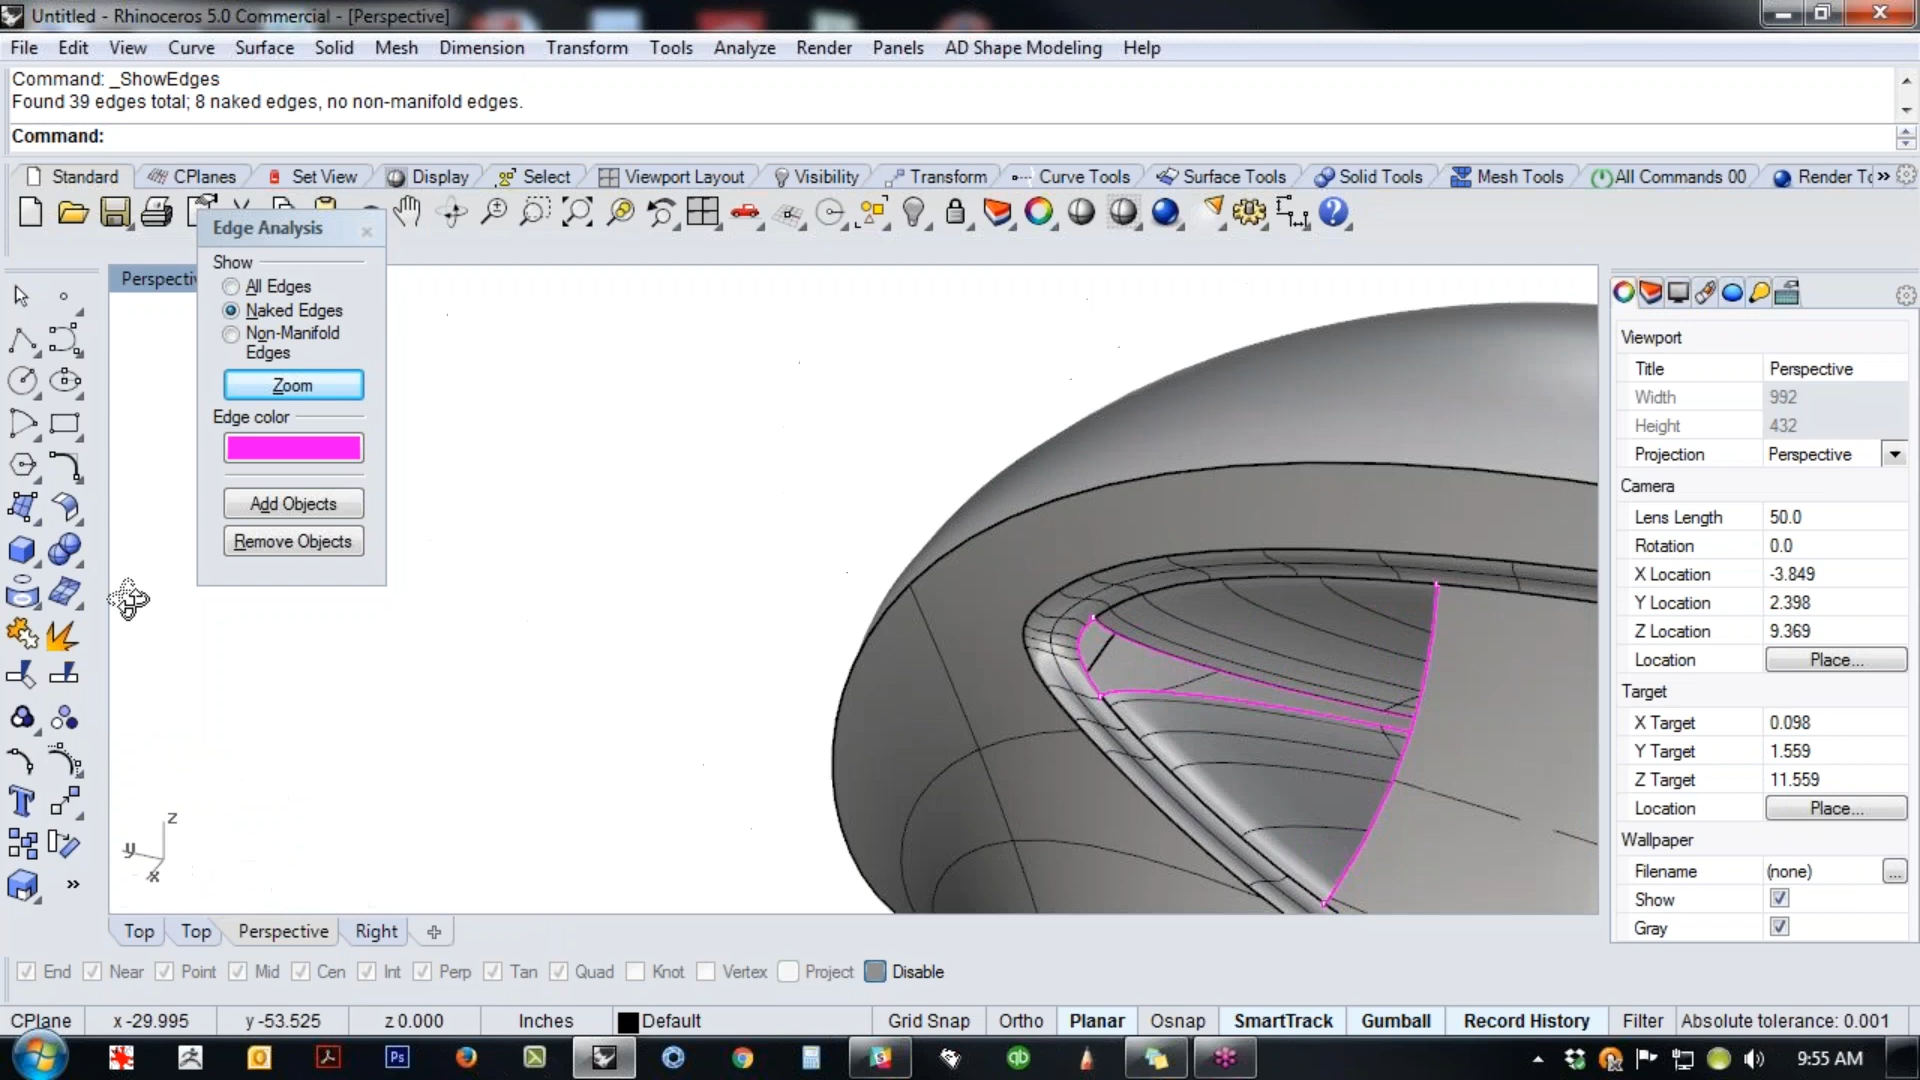 Untitled - Rhinoceros 5.0 Commercial - [Perspective]
File Edit View Curve Surface Solid Mesh Dimension Transform Tools Analyze Render Panels AD Shape Modeling Help
Command: _ShowEdges
Found 39 edges total; 8 naked edges, no non-manifold edges.
Command:
Standard CPlanes Set View Display Select Viewport Layout Visibility Transform Curve Tools Surface Tools Solid Tools Mesh Tools All Commands 00 Render To »
Edge Analysis
Show
All Edges
Naked Edges
Non-Manifold
Edges
Zoom
Edge color
Add Objects
Remove Objects
Perspectiv
z
y
x
Viewport
Title Perspective
Width 992
Height 432
Projection Perspective
Camera
Lens Length 50.0
Rotation 0.0
X Location -3.849
Y Location 2.398
Z Location 9.369
Location Place...
Target
X Target 0.098
Y Target 1.559
Z Target 11.559
Location Place...
Wallpaper
Filename (none) ...
Show
Gray
Top Top Perspective Right
End Near Point Mid Cen Int Perp Tan Quad Knot Vertex Project Disable
CPlane x -29.995 y -53.525 z 0.000 Inches Default Grid Snap Ortho Planar Osnap SmartTrack Gumball Record History Filter Absolute tolerance: 0.001
Ps qb 9:55 AM